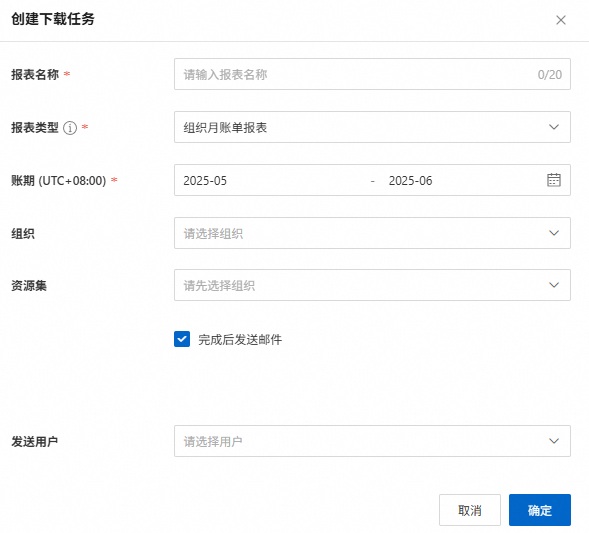 创建下载任务
报表名称 *
请输入报表名称 0/20
报表类型 *
组织月账单报表
账期 (UTC+08:00) *
2025-05 - 2025-06
组织
请选择组织
资源集
请先选择组织
完成后发送邮件
发送用户
请选择用户
取消 确定